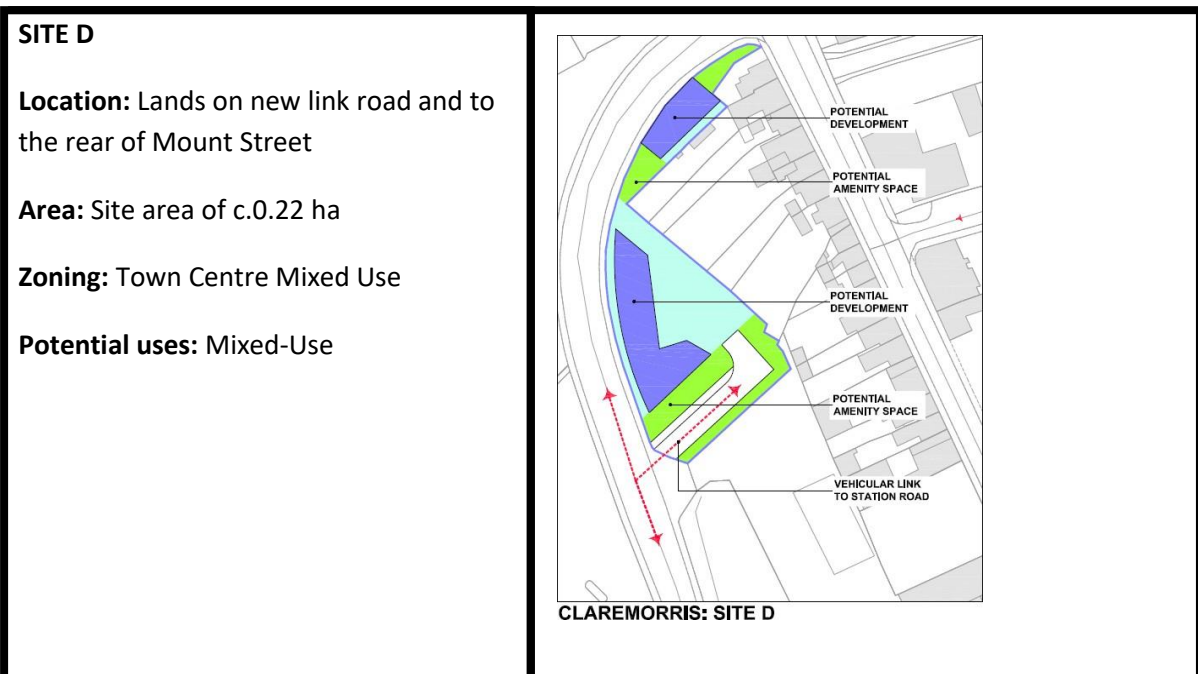 SITE D
Location: Lands on new link road and to
the rear of Mount Street
Area: Site area of c.0.22 ha
Zoning: Town Centre Mixed Use
Potential uses: Mixed-Use
POTENTIAL
DEVELOPMENT
POTENTIAL
AMENITY SPACE
POTENTIAL
DEVELOPMENT
POTENTIAL
AMENITY SPACE
VEHICULAR LINK
TO STATION ROAD
CLAREMORRIS: SITE D